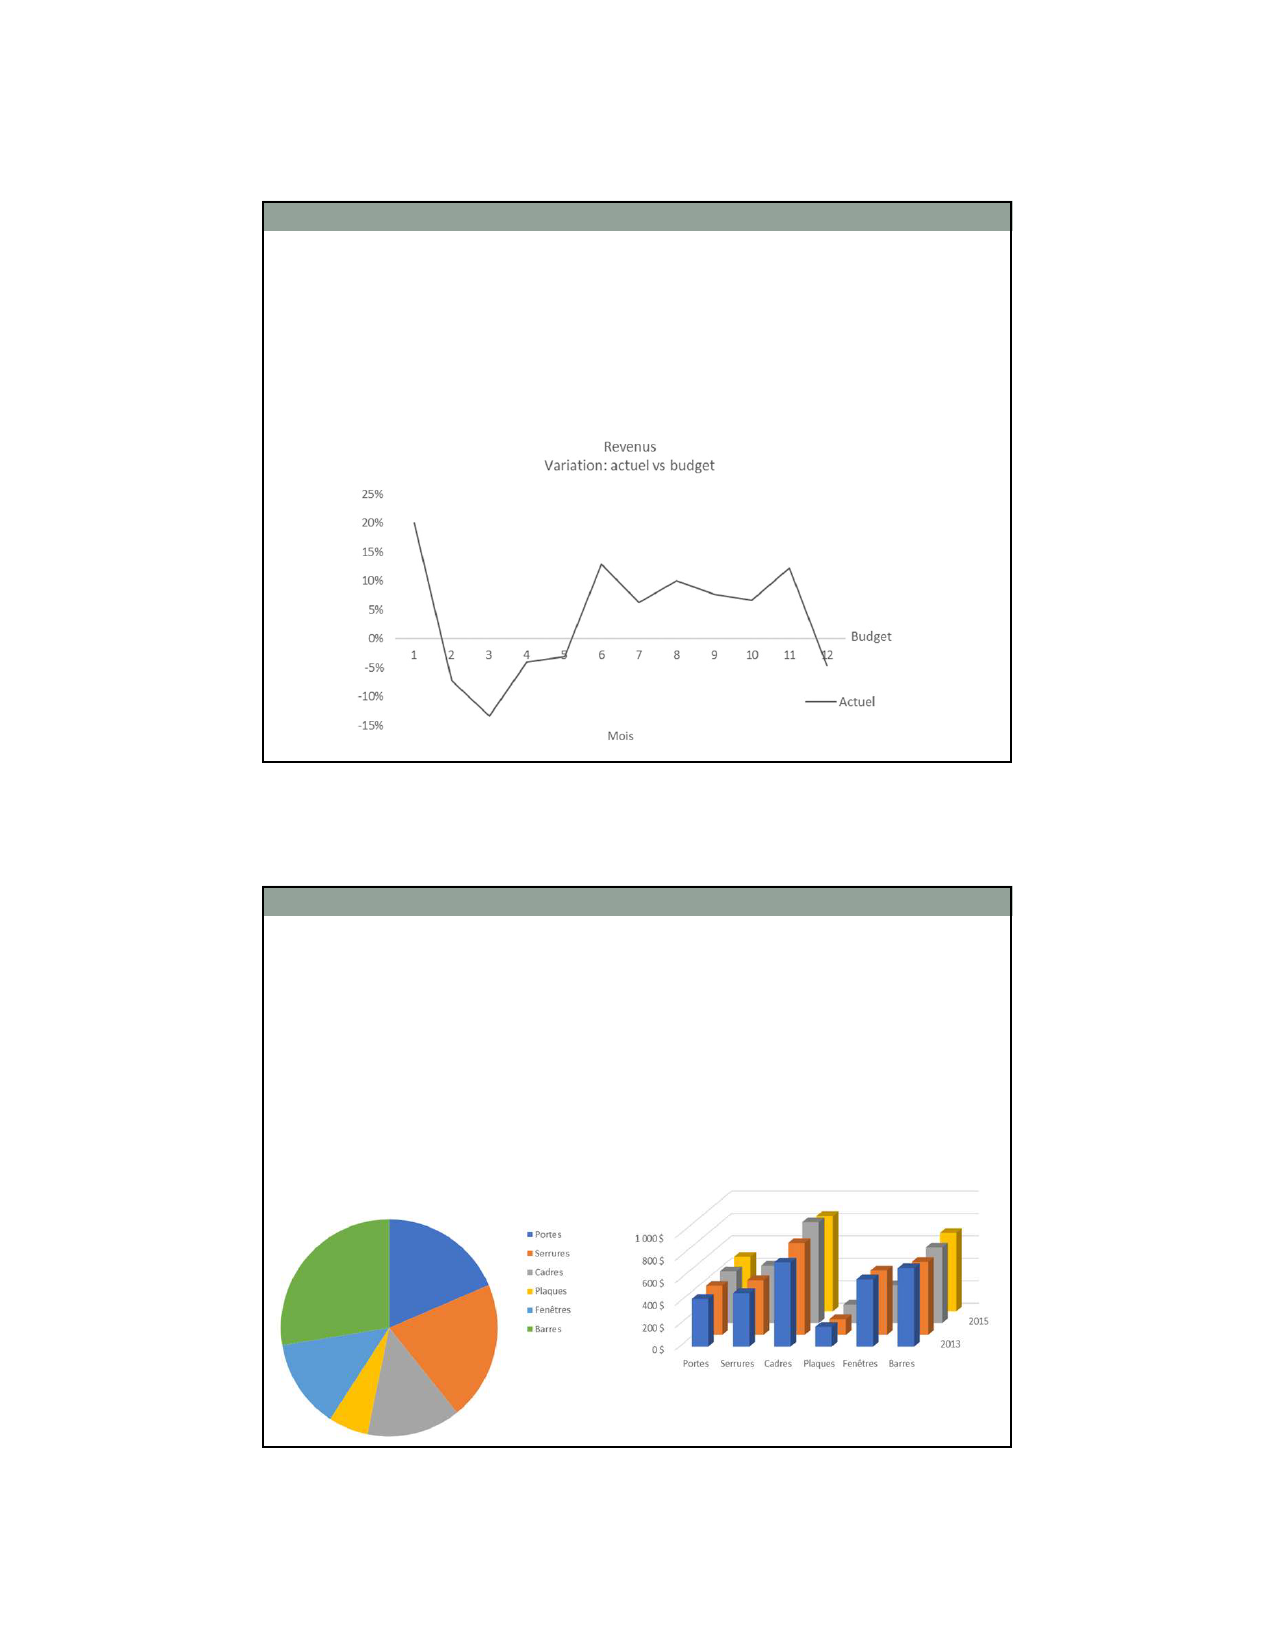 Revenus
Variation: actuel vs budget
25%
20%
15%
10%
5%
0%
-5%
-10%
-15%
1 2 3 4 5 6 7 8 9 10 11 12
Budget
Actuel
Mois
Portes
Serrures
Cadres
Plaques
Fenêtres
Barres
1 000 $
800 $
600 $
400 $
200 $
0 $
Portes Serrures Cadres Plaques Fenêtres Barres
2013
2015